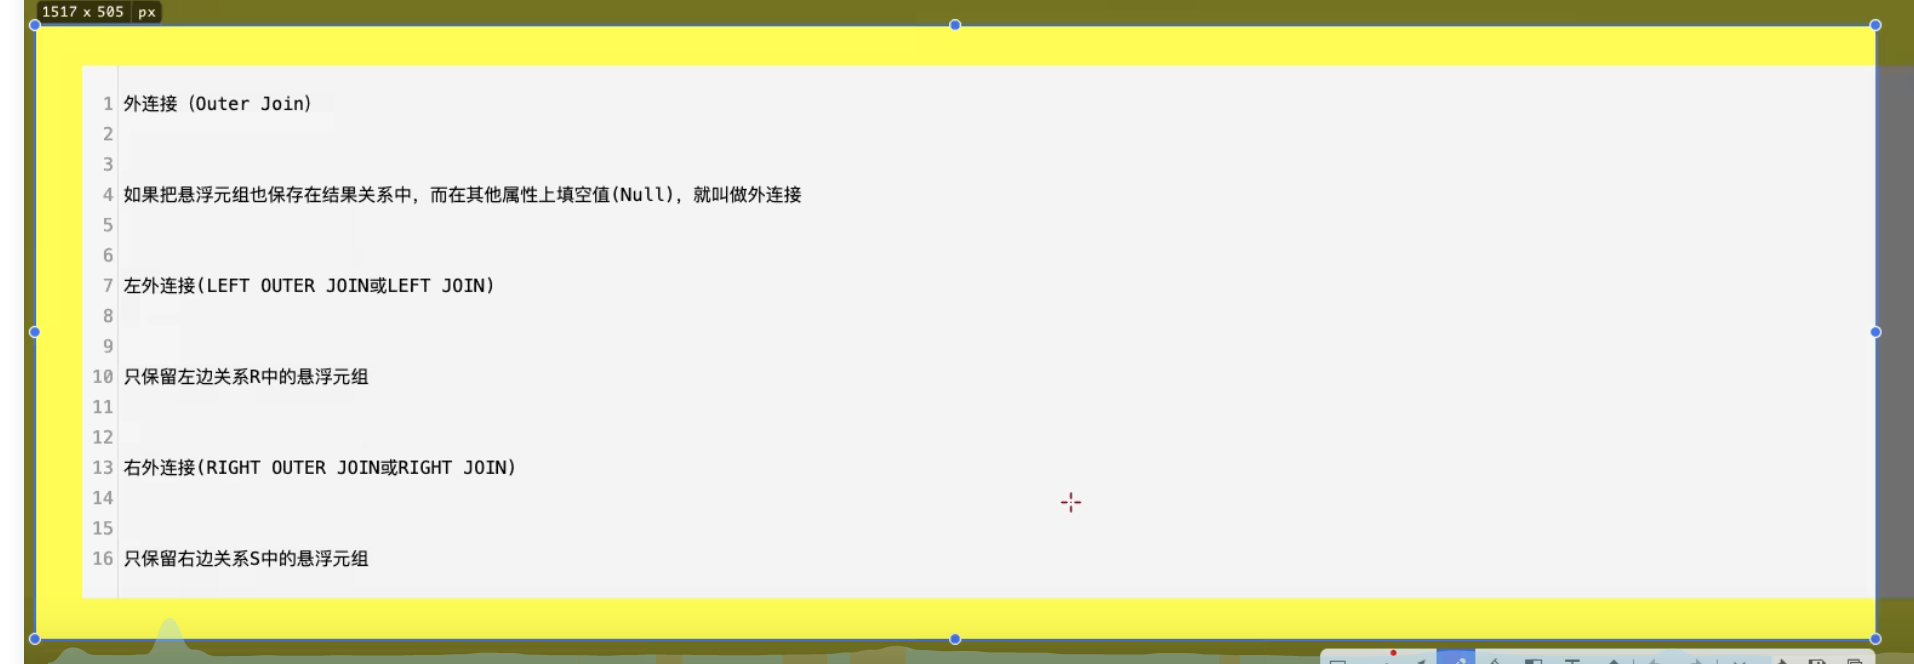 1517 x 505 px
1 外连接（Outer Join）
2
3
4 如果把悬浮元组也保存在结果关系中，而在其他属性上填空值(Null)，就叫做外连接
5
6
7 左外连接(LEFT OUTER JOIN或LEFT JOIN)
8
9
10 只保留左边关系R中的悬浮元组
11
12
13 右外连接(RIGHT OUTER JOIN或RIGHT JOIN)
14
15
16 只保留右边关系S中的悬浮元组